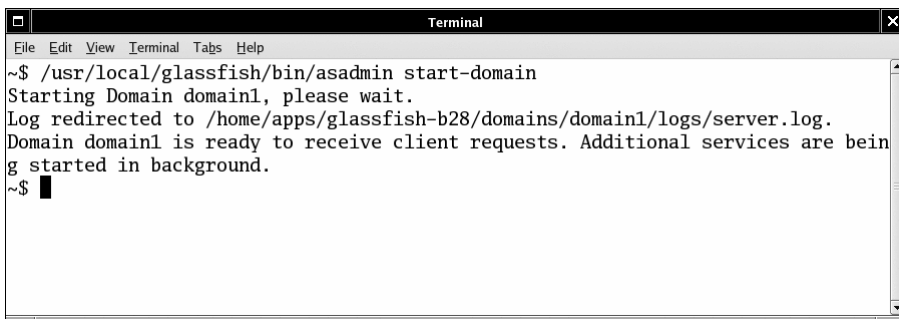 Terminal
File Edit View Terminal Tabs Help
~$ /usr/local/glassfish/bin/asadmin start-domain
Starting Domain domain1, please wait.
Log redirected to /home/apps/glassfish-b28/domains/domain1/logs/server.log.
Domain domain1 is ready to receive client requests. Additional services are bein
g started in background.
~$